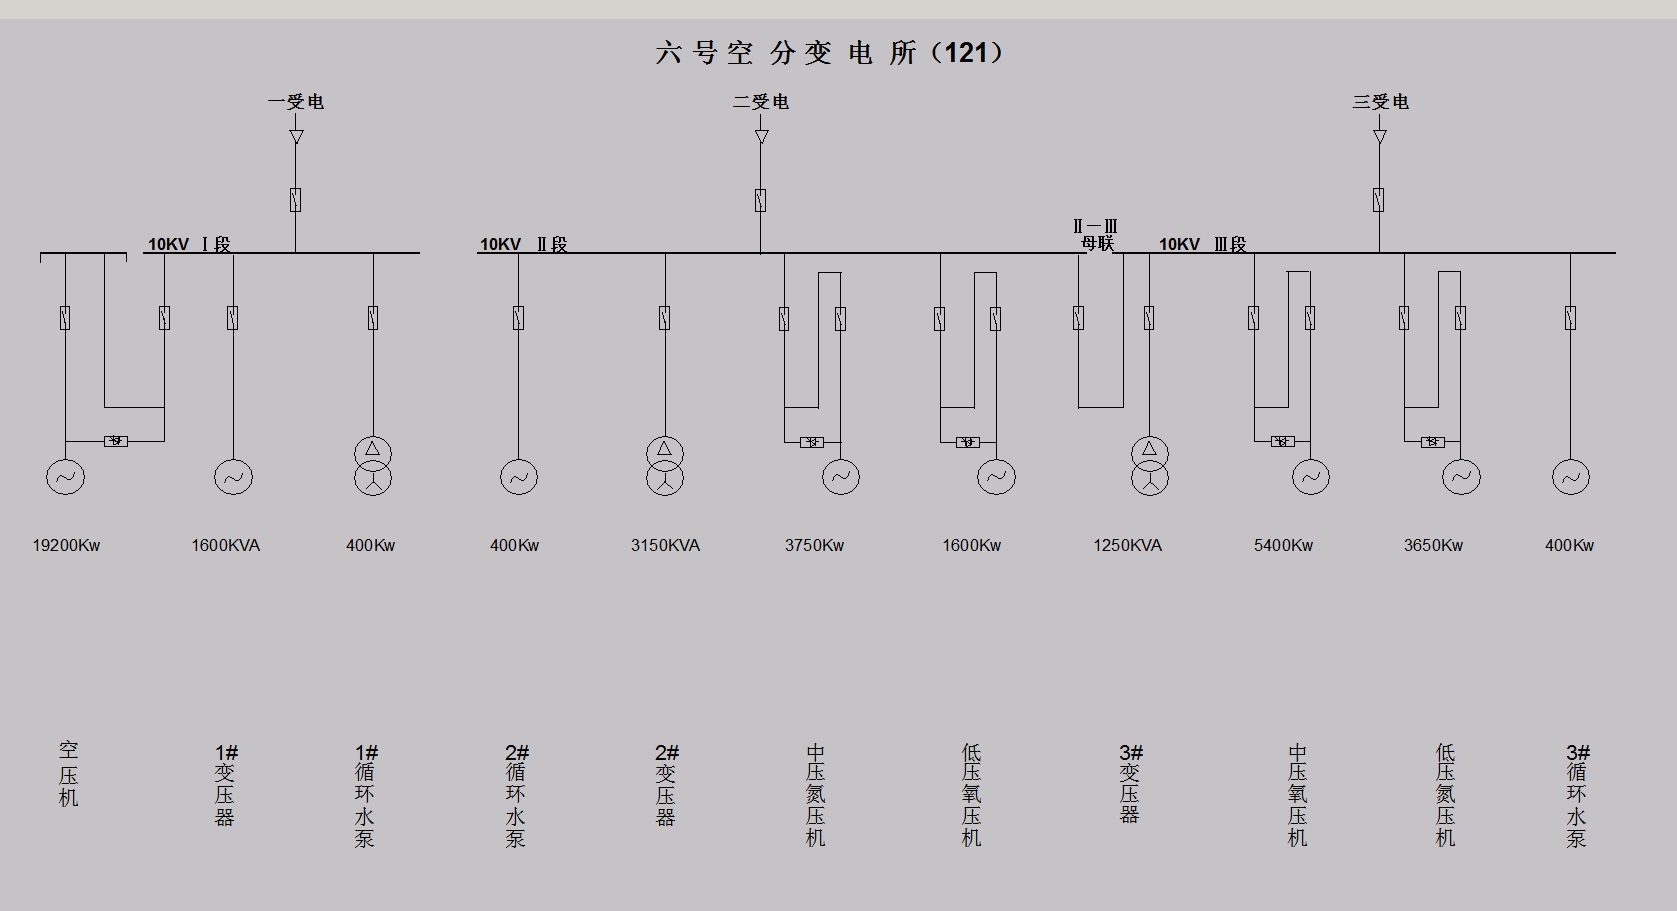 六号空分变电所（121）
一受电
二受电
三受电
10KV Ⅰ段
10KV Ⅱ段
Ⅱ－Ⅲ
母联
10KV Ⅲ段
19200Kw
1600KVA
400Kw
400Kw
3150KVA
3750Kw
1600Kw
1250KVA
5400Kw
3650Kw
400Kw
空压机
1#变压器
1#循环水泵
2#循环水泵
2#变压器
中压氮压机
低压氧压机
3#变压器
中压氧压机
低压氮压机
3#循环水泵